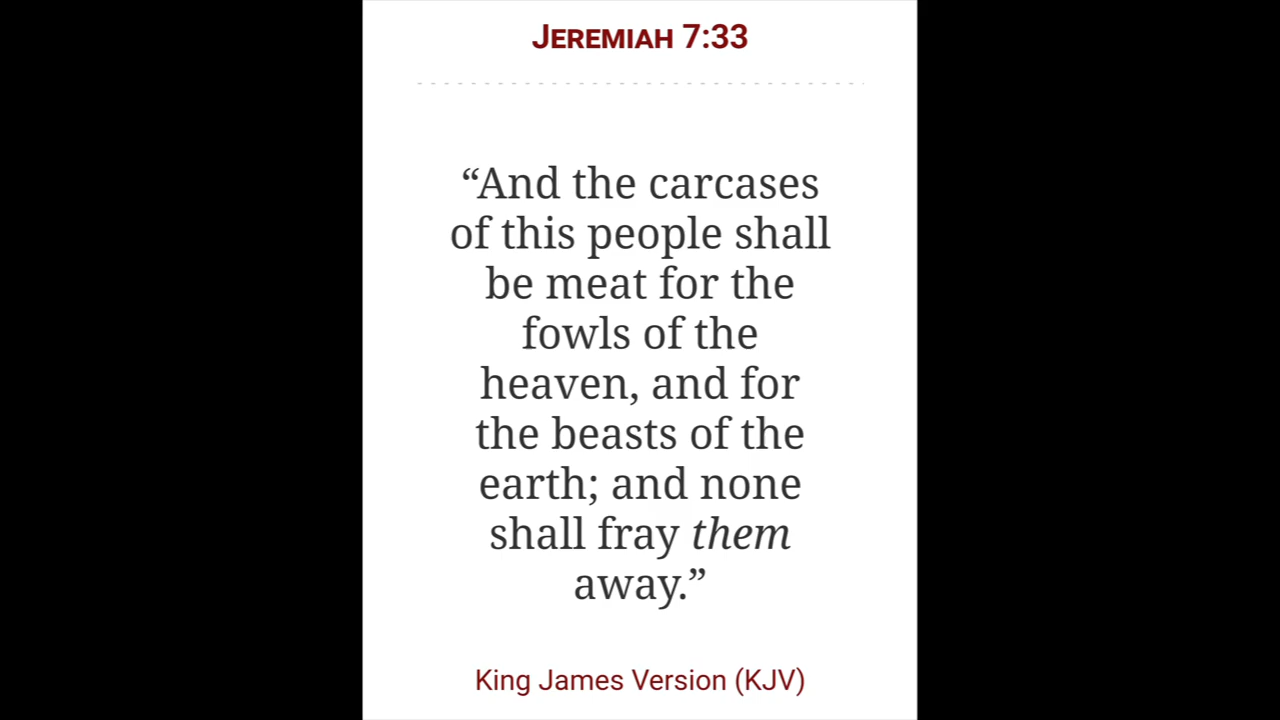 Jeremiah 7:33
“And the carcases
of this people shall
be meat for the
fowls of the
heaven, and for
the beasts of the
earth; and none
shall fray them
away.”
King James Version (KJV)